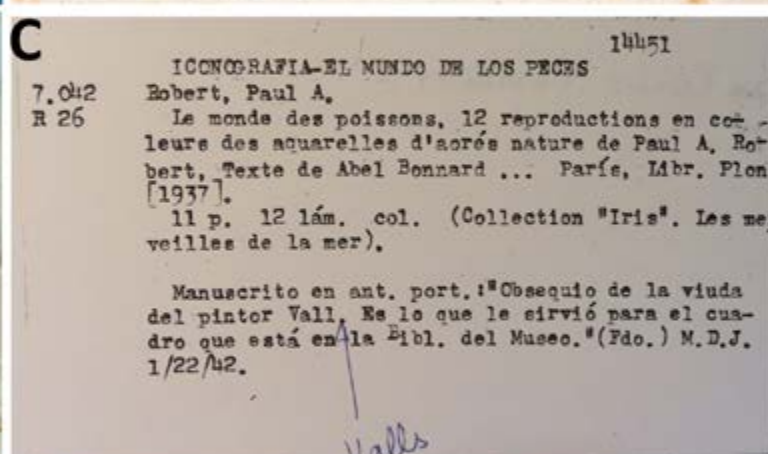 C
14451
ICONOGRAFIA-EL MUNDO DE LOS PECES
7.042 Robert, Paul A.
R 26 Le monde des poissons, 12 reproductions en co-
leurs des aquarelles d'aorés nature de Paul A, Ro-
bert, Texte de Abel Bonnard ... París, Libr. Plon
[1937].
11 p. 12 lám. col. (Collection "Iris". Les me
veilles de la mer).
Manuscrito en ant. port.:"Obsequio de la viuda
del pintor Vall. Es lo que le sirvió para el cua-
dro que está en la Bibl. del Museo."(Fdo.) M.D.J.
1/22/42.
Valls